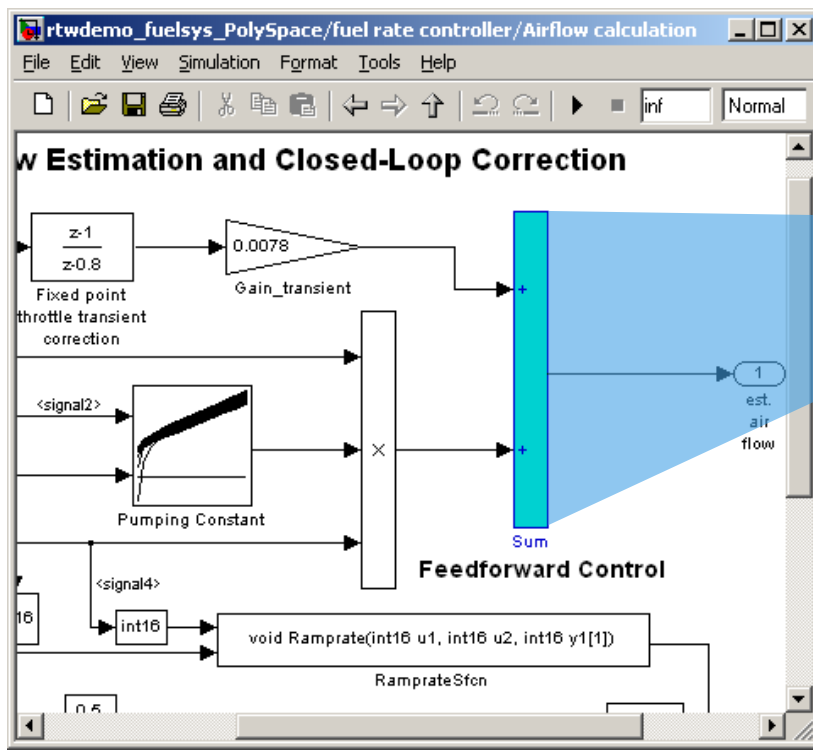 rtwdemo_fuelsys_PolySpace/fuel rate controller/Airflow calculation
File Edit View Simulation Format Tools Help
inf Normal
w Estimation and Closed-Loop Correction
z-1
z-0.8
Fixed point
throttle transient
correction
0.0078
Gain_transient
+
1
est.
air
flow
<signal2>
Pumping Constant
×
+
Sum
Feedforward Control
<signal4>
16
int16
void Ramprate(int16 u1, int16 u2, int16 y1[1])
RamprateSfcn
0.5